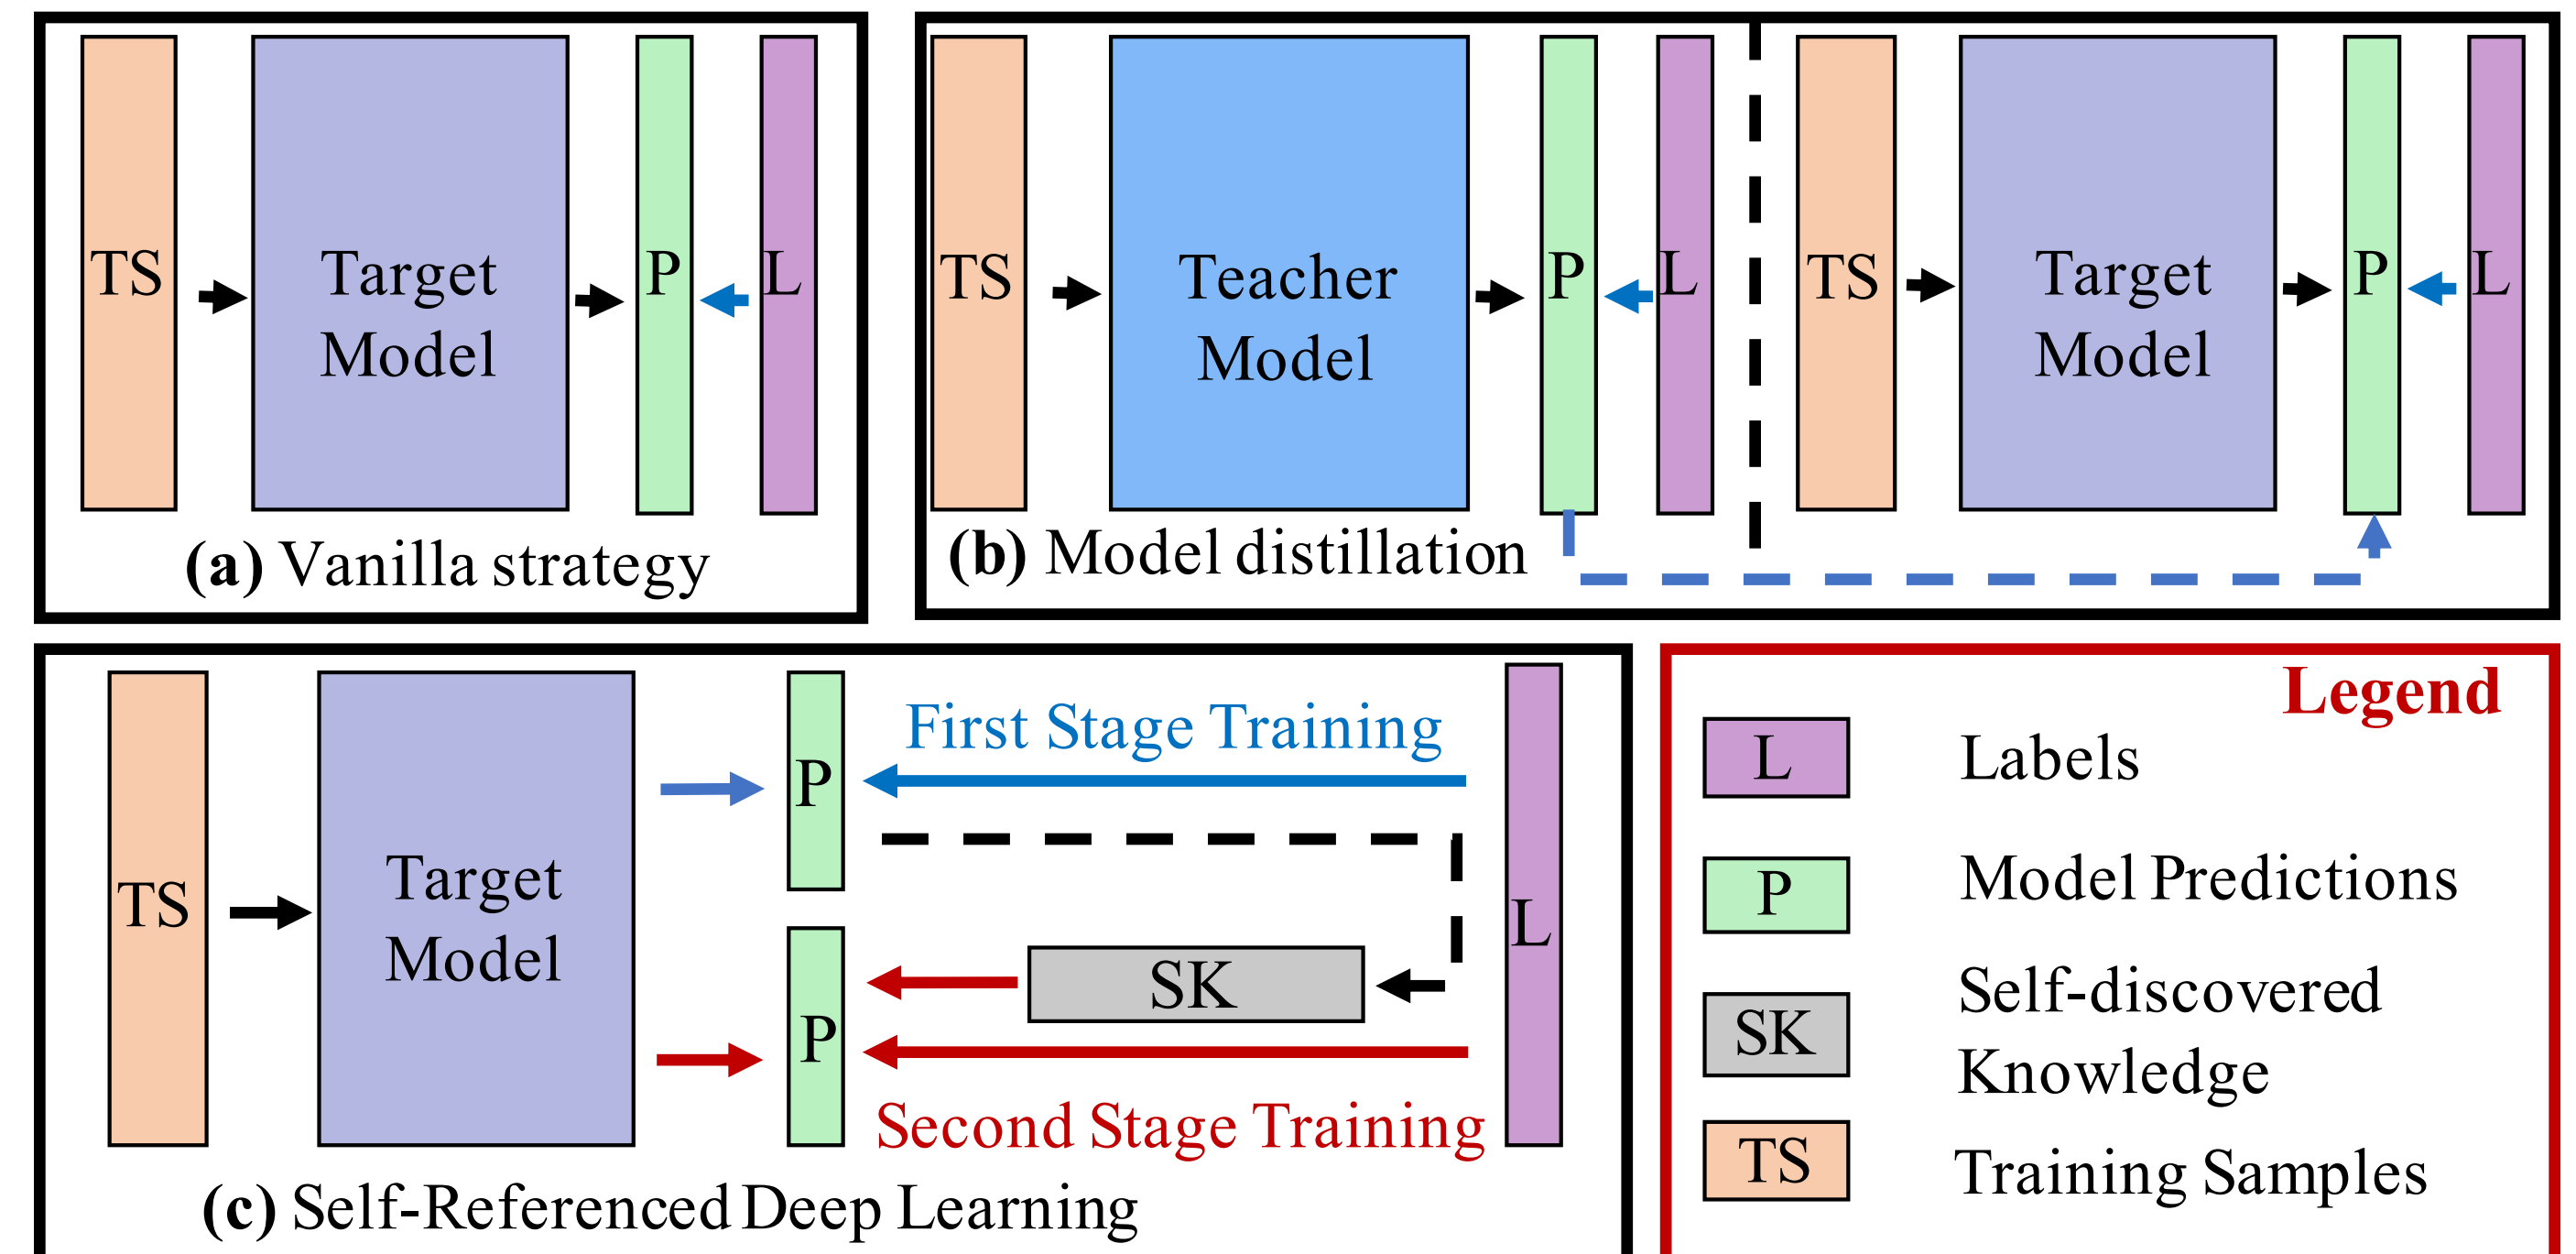 TS
Target
Model
P
L
(a) Vanilla strategy
TS
Teacher
Model
P
L
TS
Target
Model
P
L
(b) Model distillation
TS
Target
Model
P
First Stage Training
L
SK
P
Second Stage Training
(c) Self-Referenced Deep Learning
Legend
L
Labels
P
Model Predictions
SK
Self-discovered
Knowledge
TS
Training Samples